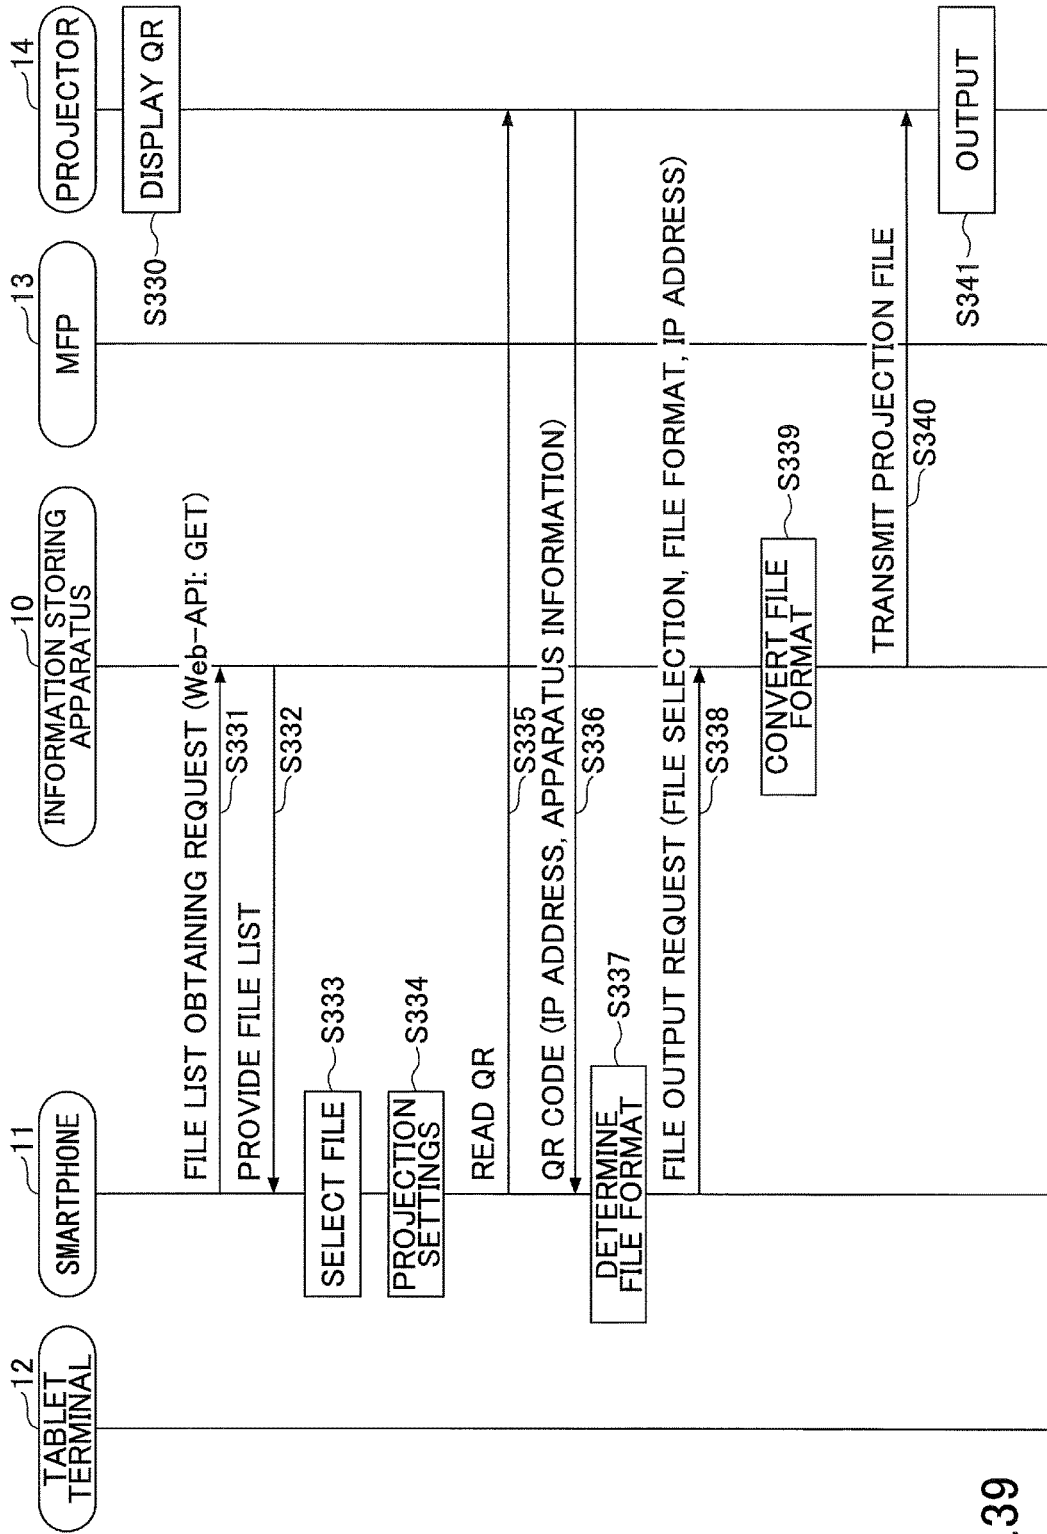 12
TABLET
TERMINAL
11
SMARTPHONE
10
INFORMATION STORING
APPARATUS
13
MFP
14
PROJECTOR
DISPLAY QR
S330
FILE LIST OBTAINING REQUEST (Web-API: GET)
S331
PROVIDE FILE LIST
S332
SELECT FILE
S333
PROJECTION
SETTINGS
S334
READ QR
S335
QR CODE (IP ADDRESS, APPARATUS INFORMATION)
S336
DETERMINE
FILE FORMAT
S337
FILE OUTPUT REQUEST (FILE SELECTION, FILE FORMAT, IP ADDRESS)
S338
CONVERT FILE
FORMAT
S339
TRANSMIT PROJECTION FILE
S340
OUTPUT
S341
.39